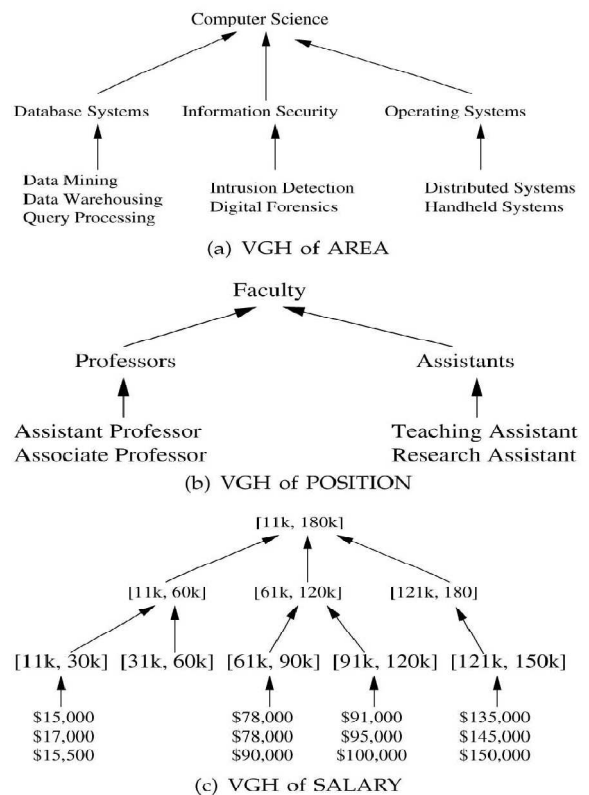 Computer Science
Database Systems Information Security Operating Systems
Data Mining
Data Warehousing
Query Processing
Intrusion Detection
Digital Forensics
Distributed Systems
Handheld Systems
(a) VGH of AREA
Faculty
Professors Assistants
Assistant Professor
Associate Professor
Teaching Assistant
Research Assistant
(b) VGH of POSITION
[11k, 180k]
[11k, 60k] [61k, 120k] [121k, 180]
[11k, 30k] [31k, 60k] [61k, 90k] [91k, 120k] [121k, 150k]
$15,000 $78,000 $91,000 $135,000
$17,000 $78,000 $95,000 $145,000
$15,500 $90,000 $100,000 $150,000
(c) VGH of SALARY